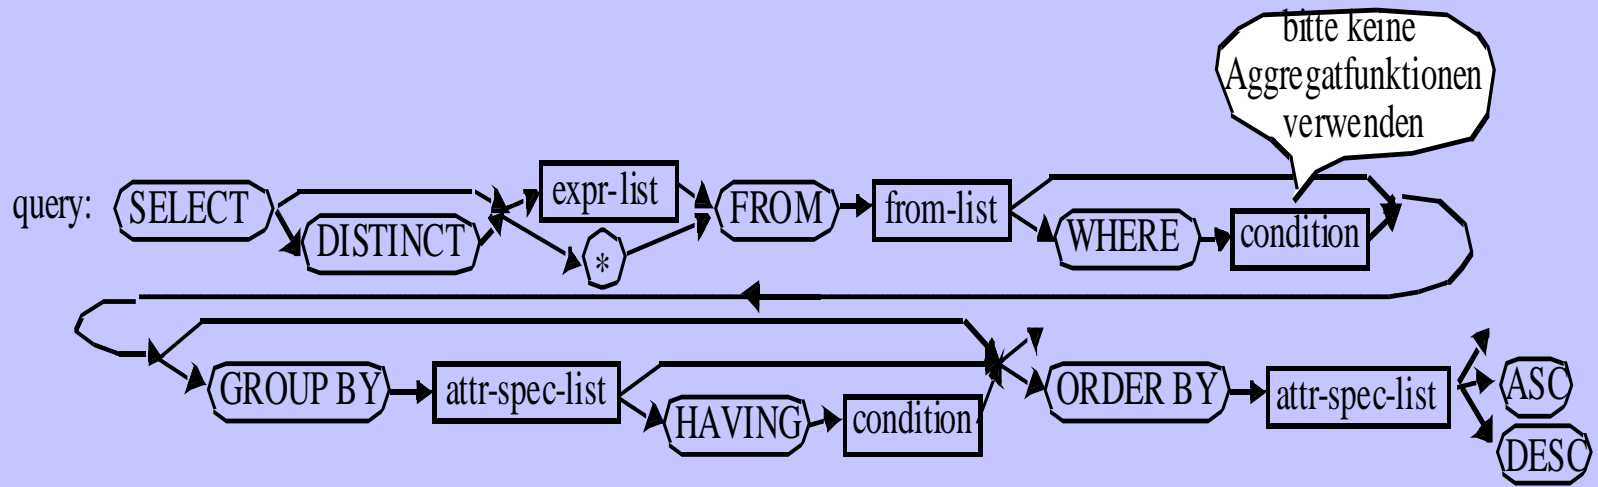 bitte keine
Aggregatfunktionen
verwenden
query: SELECT DISTINCT expr-list * FROM from-list WHERE condition
GROUP BY attr-spec-list HAVING condition ORDER BY attr-spec-list ASC
DESC